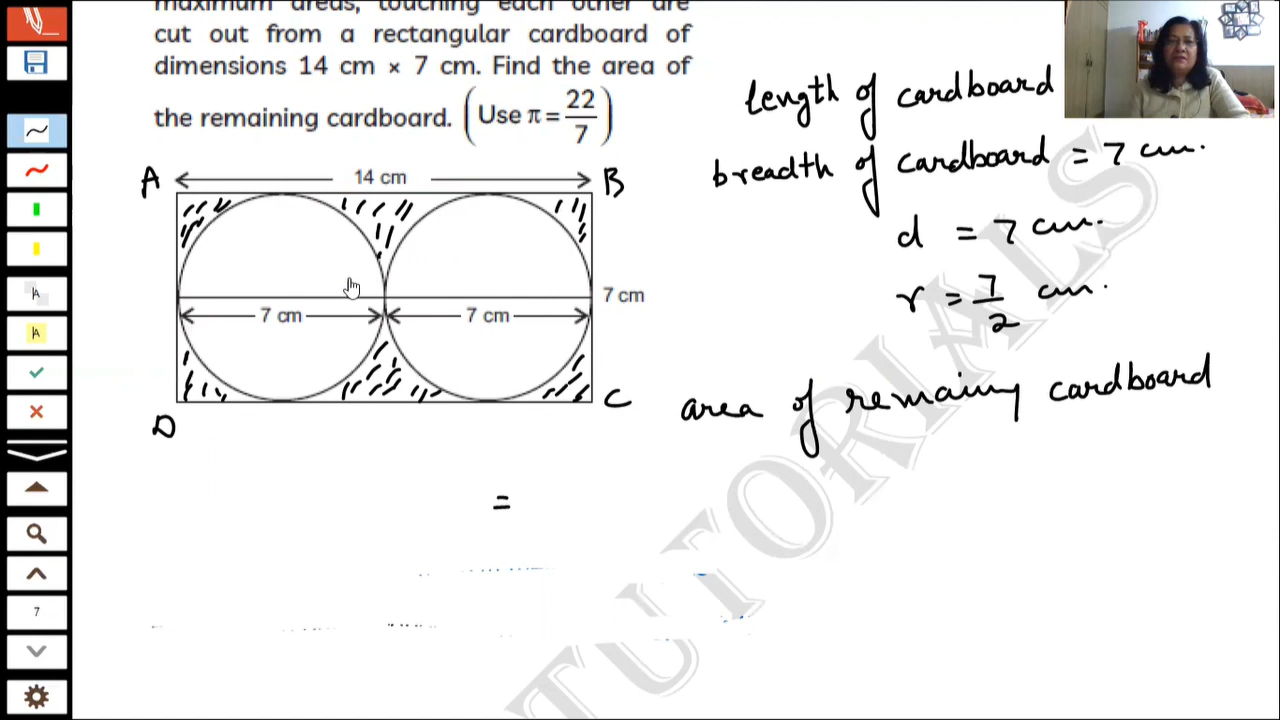 maximum areas, touching each other are
cut out from a rectangular cardboard of
dimensions 14 cm × 7 cm. Find the area of
the remaining cardboard. (Use π = 22/7)
A 14 cm B
7 cm
7 cm 7 cm
D C
length of cardboard
breadth of cardboard = 7 cm.
d = 7 cm.
r = 7/2 cm.
area of remaining cardboard
=
TUTORIALS
7